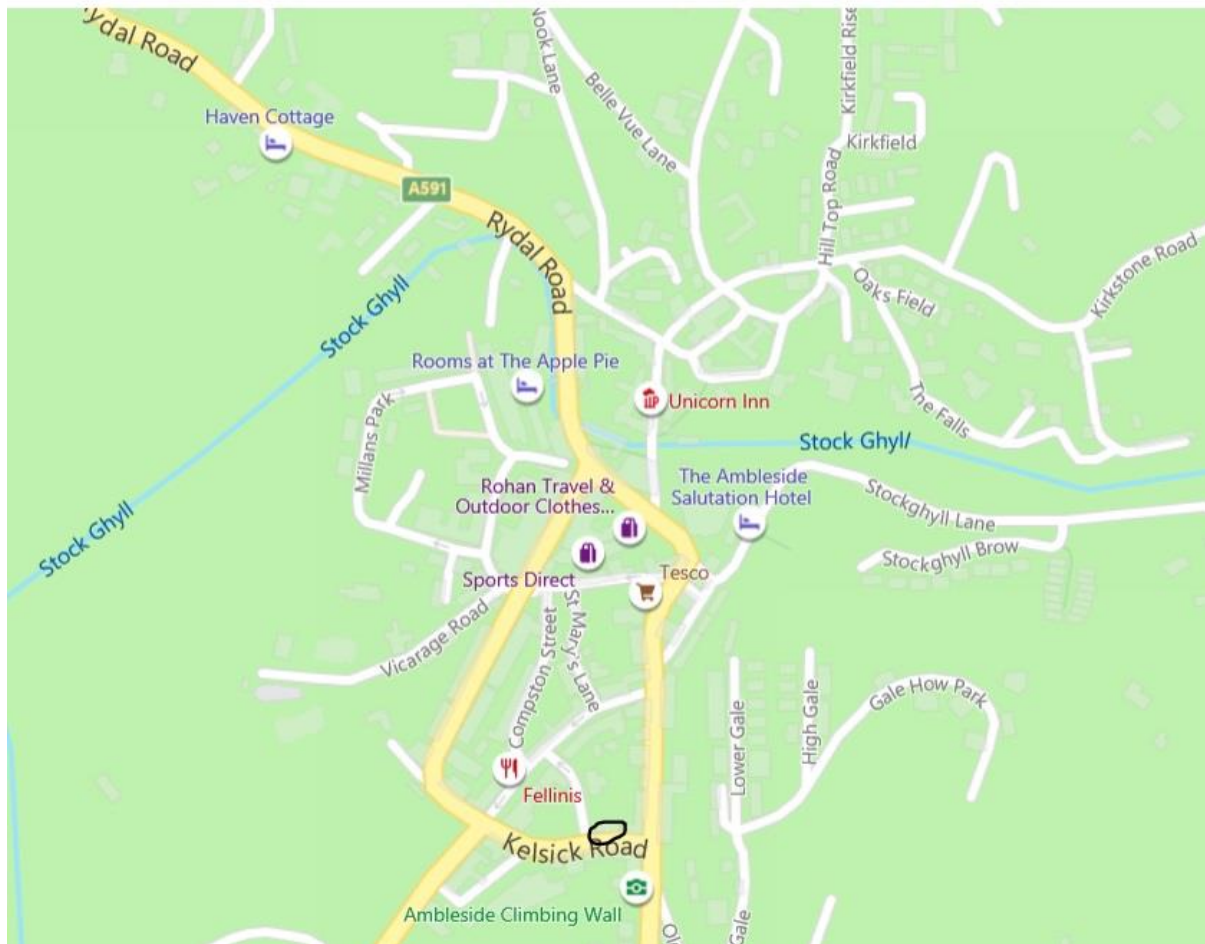 Rydal Road
Nook Lane
Belle Vue Lane
Kirkfield Rise
Haven Cottage
Kirkfield
A591
Rydal Road
Hill Top Road
Kirkstone Road
Oaks Field
Stock Ghyll
Rooms at The Apple Pie
Unicorn Inn
The Falls
Millans Park
Stock Ghyl/
The Ambleside
Salutation Hotel
Rohan Travel &
Outdoor Clothes...
Stockghyll Lane
Stock Ghyll
Stockghyll Brow
Sports Direct
Tesco
St Mary's Lane
Compston Street
Vicarage Road
Gale How Park
Lower Gale
High Gale
Fellinis
Kelsick Road
Ambleside Climbing Wall
Gale